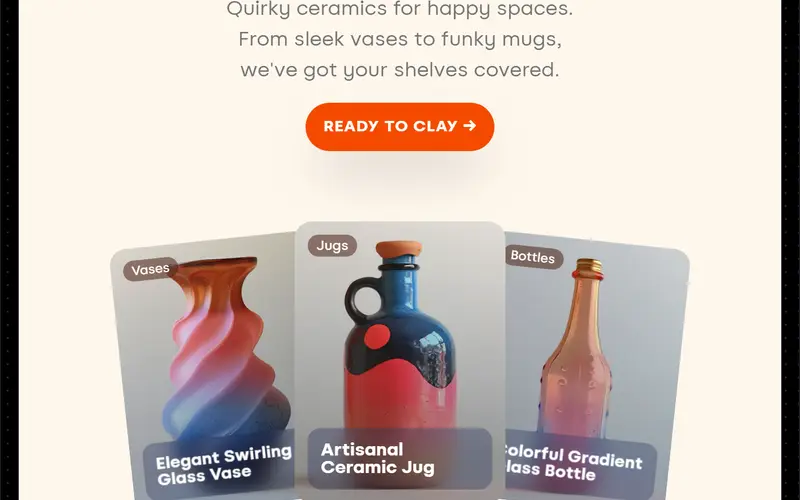 Quirky ceramics for happy spaces.
From sleek vases to funky mugs,
we've got your shelves covered.
READY TO CLAY →
Vases
Jugs
Bottles
Elegant Swirling
Glass Vase
Artisanal
Ceramic Jug
Colorful Gradient
Glass Bottle